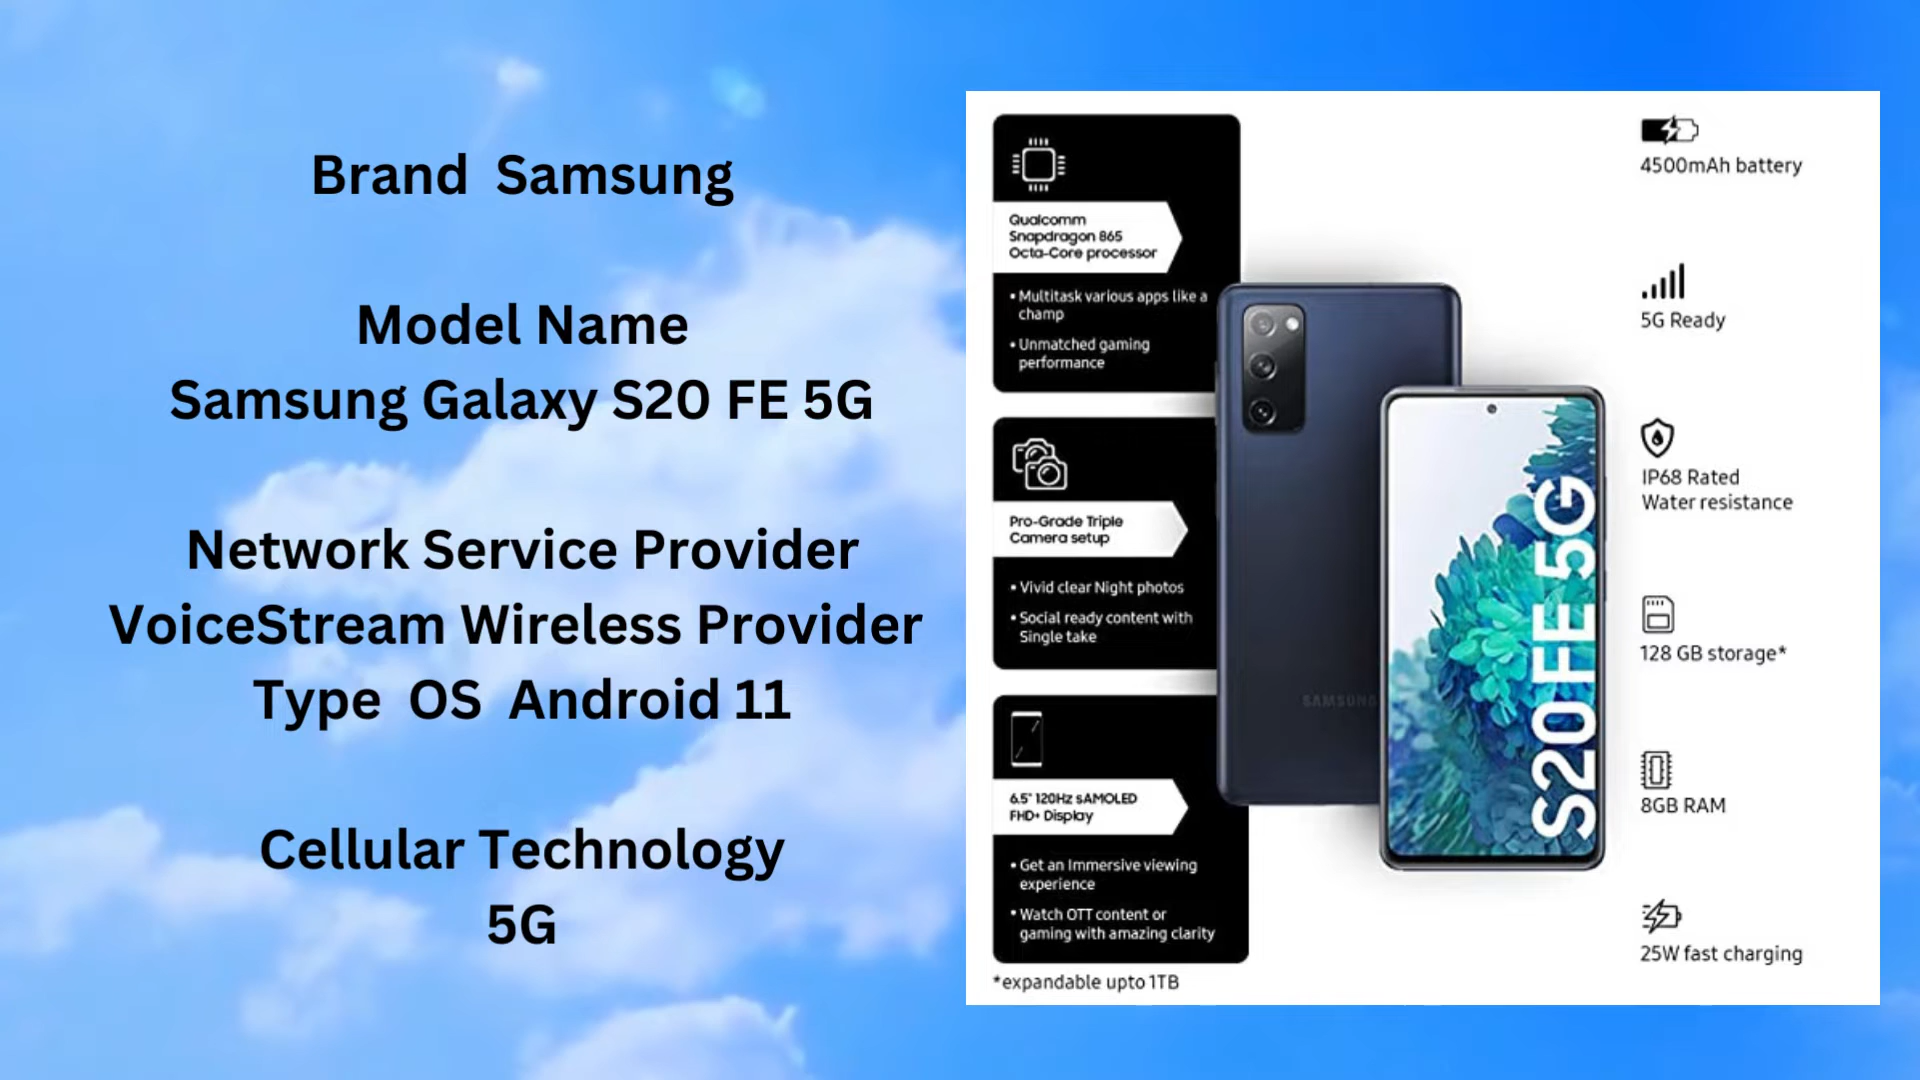 Brand  Samsung
Model Name
Samsung Galaxy S20 FE 5G
Network Service Provider
VoiceStream Wireless Provider
Type  OS  Android 11
Cellular Technology
5G
Qualcomm
Snapdragon 865
Octa-Core processor
• Multitask various apps like a
champ
• Unmatched gaming
performance
Pro-Grade Triple
Camera setup
• Vivid clear Night photos
• Social ready content with
Single take
6.5" 120Hz sAMOLED
FHD+ Display
• Get an Immersive viewing
experience
• Watch OTT content or
gaming with amazing clarity
*expandable upto 1TB
SAMSUNG
S20 FE 5G
4500mAh battery
5G Ready
IP68 Rated
Water resistance
128 GB storage*
8GB RAM
25W fast charging